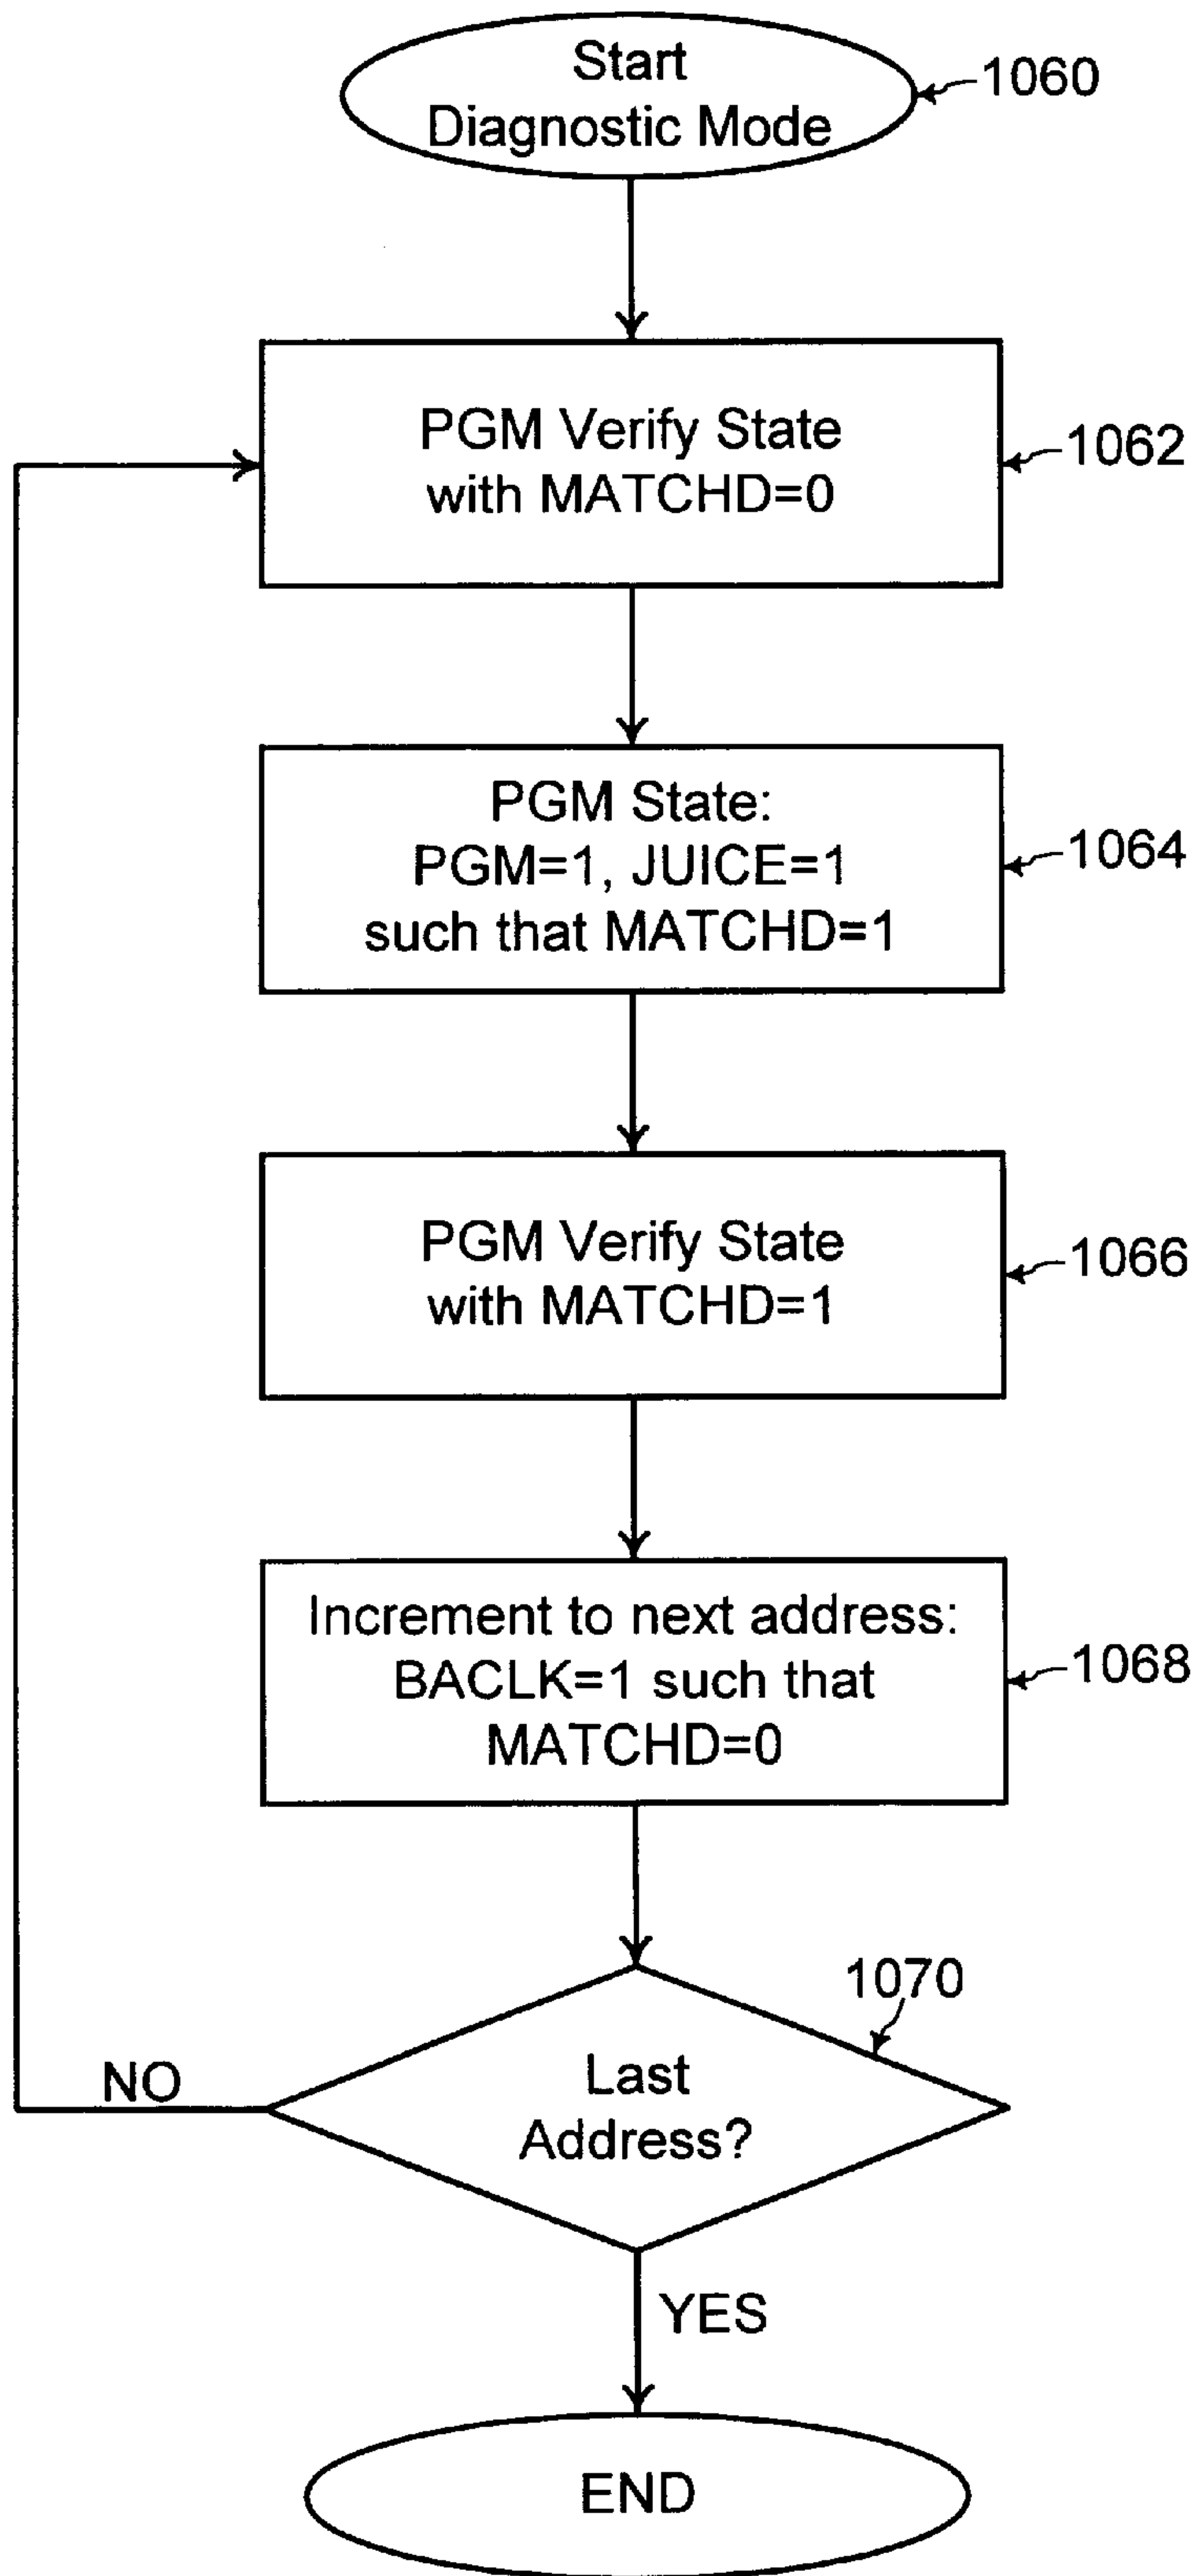 Start
Diagnostic Mode
1060
PGM Verify State
with MATCHD=0
1062
PGM State:
PGM=1, JUICE=1
such that MATCHD=1
1064
PGM Verify State
with MATCHD=1
1066
Increment to next address:
BACLK=1 such that
MATCHD=0
1068
1070
Last
Address?
NO
YES
END